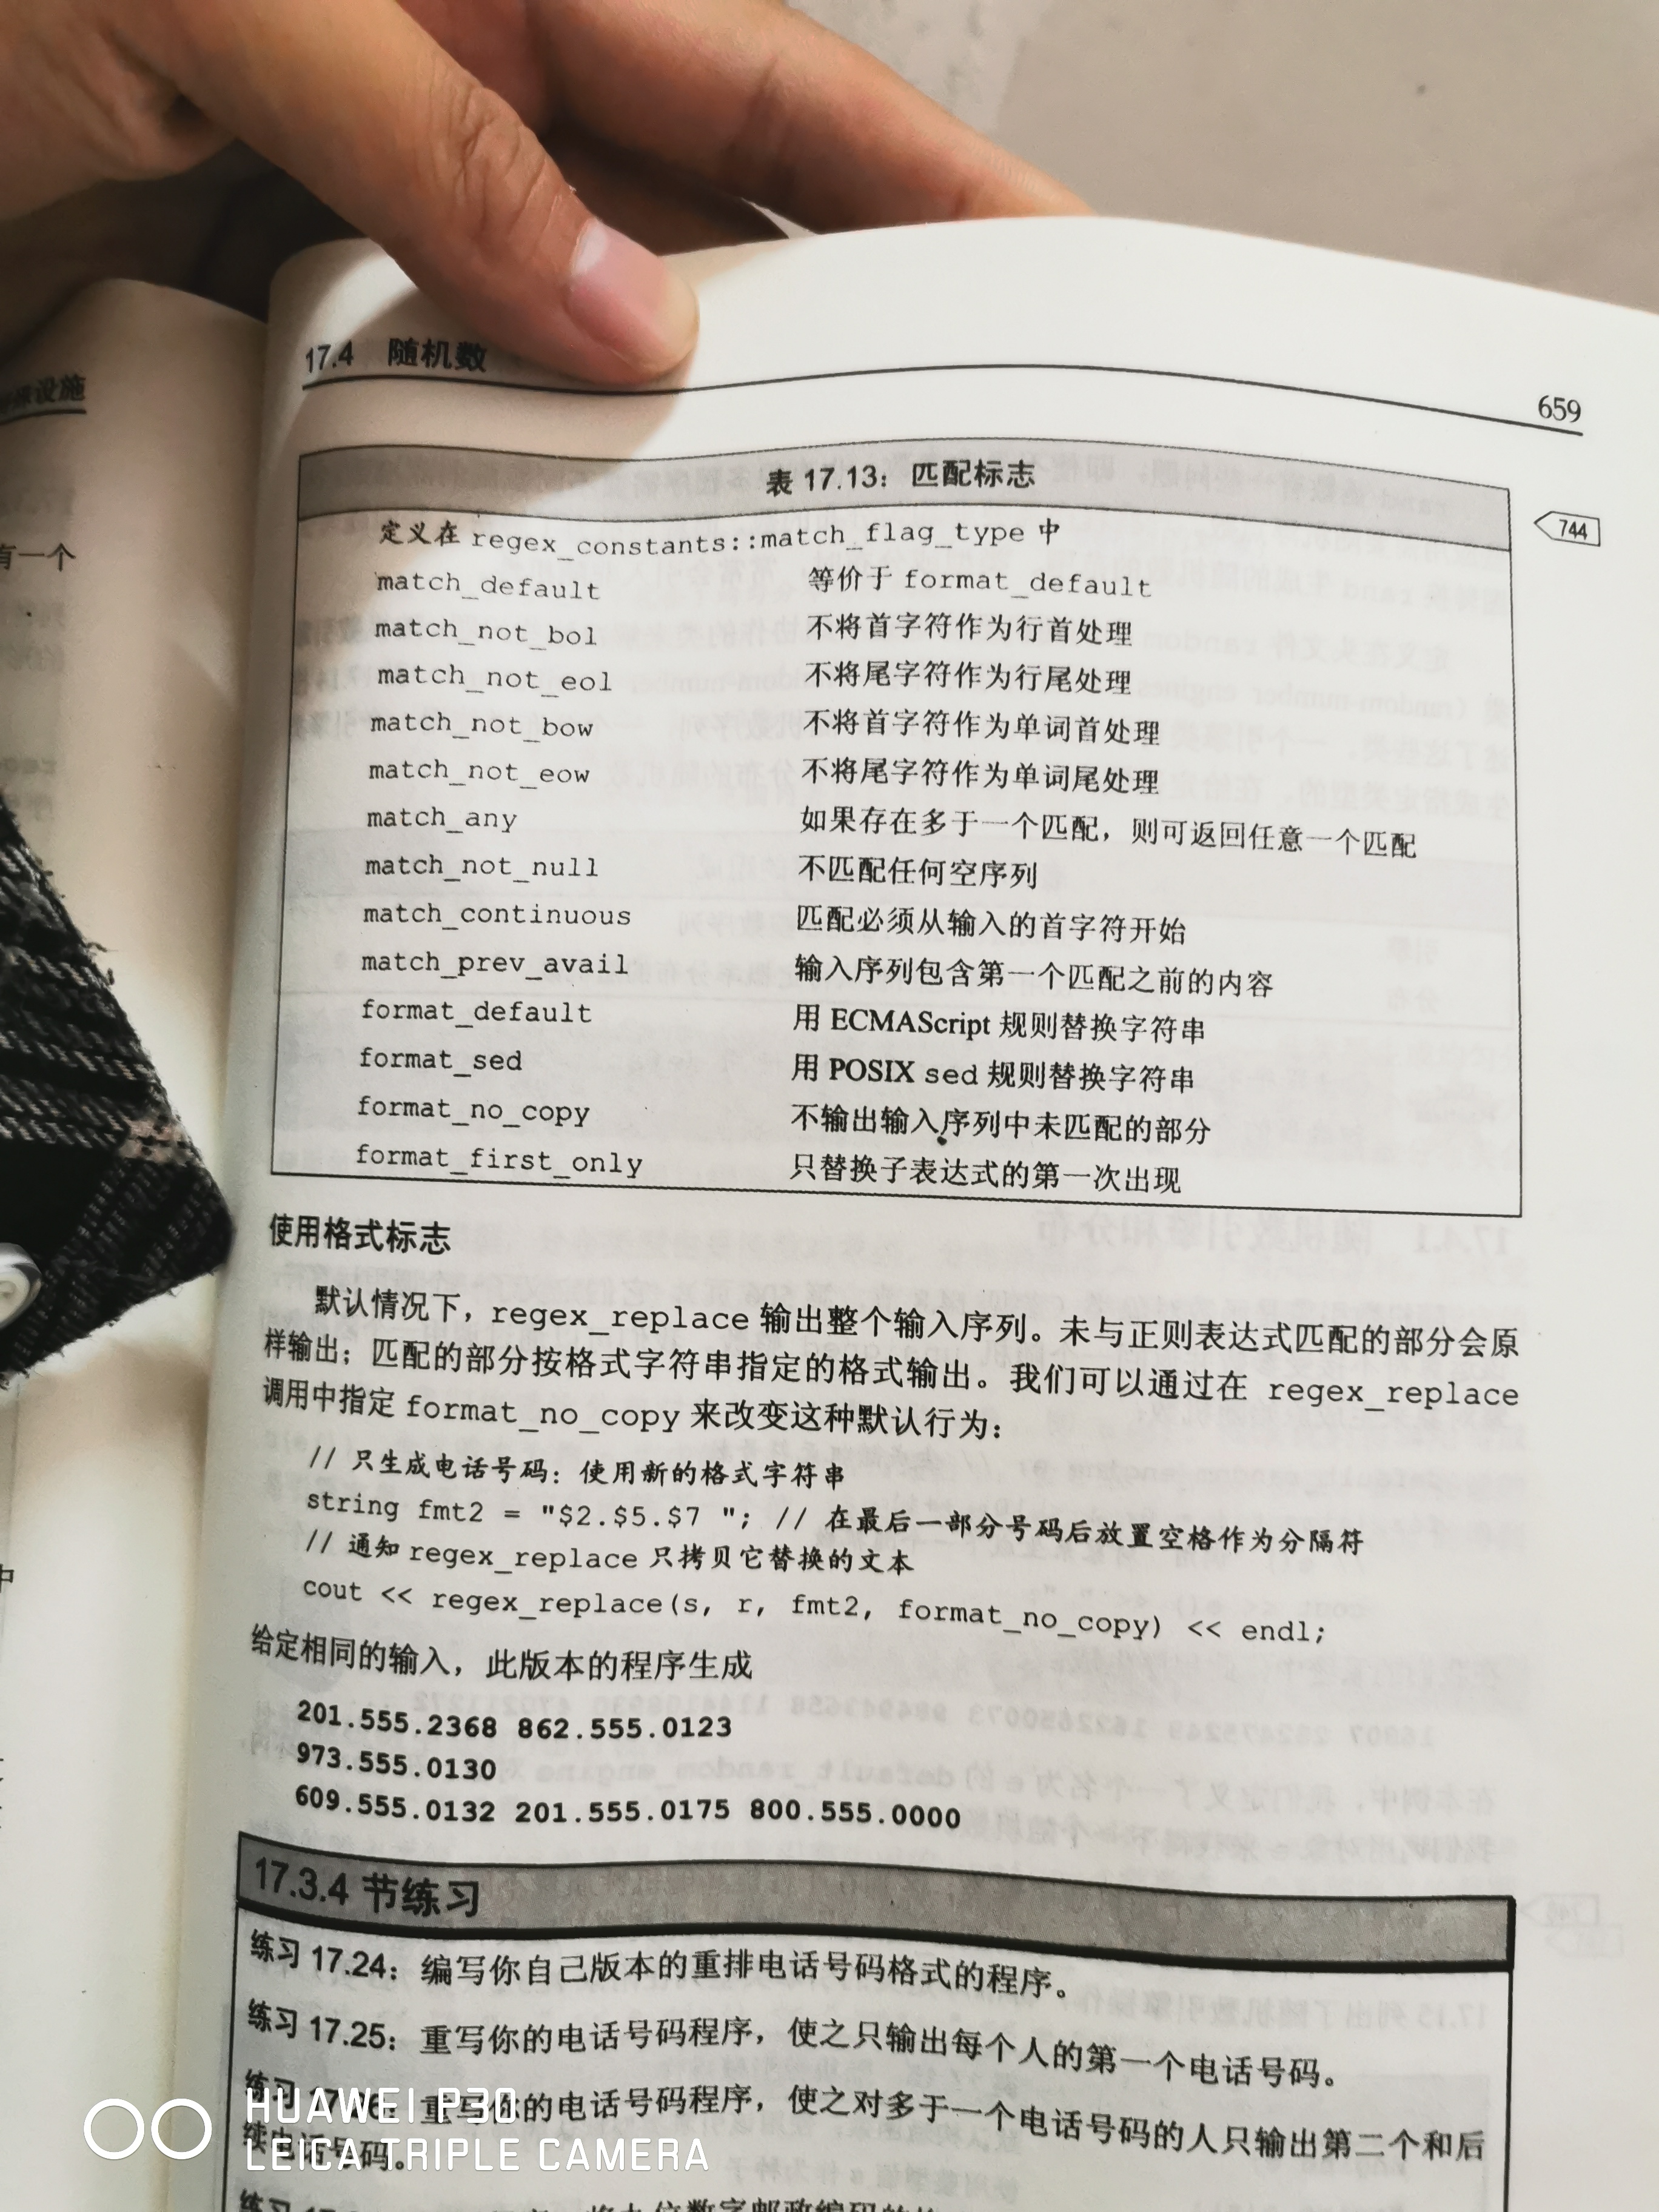 17.4 随机数
659
设施
有一个
中
表 17.13：匹配标志
744
定义在 regex_constants::match_flag_type 中
match_default 等价于 format_default
match_not_bol 不将首字符作为行首处理
match_not_eol 不将尾字符作为行尾处理
match_not_bow 不将首字符作为单词首处理
match_not_eow 不将尾字符作为单词尾处理
match_any 如果存在多于一个匹配，则可返回任意一个匹配
match_not_null 不匹配任何空序列
match_continuous 匹配必须从输入的首字符开始
match_prev_avail 输入序列包含第一个匹配之前的内容
format_default 用 ECMAScript 规则替换字符串
format_sed 用 POSIX sed 规则替换字符串
format_no_copy 不输出输入序列中未匹配的部分
format_first_only 只替换子表达式的第一次出现
使用格式标志
默认情况下，regex_replace 输出整个输入序列。未与正则表达式匹配的部分会原
样输出；匹配的部分按格式字符串指定的格式输出。我们可以通过在 regex_replace
调用中指定 format_no_copy 来改变这种默认行为：
// 只生成电话号码：使用新的格式字符串
string fmt2 = "$2.$5.$7 "; // 在最后一部分号码后放置空格作为分隔符
// 通知 regex_replace 只拷贝它替换的文本
cout << regex_replace(s, r, fmt2, format_no_copy) << endl;
给定相同的输入，此版本的程序生成
201.555.2368 862.555.0123
973.555.0130
609.555.0132 201.555.0175 800.555.0000
17.3.4 节练习
练习 17.24：编写你自己版本的重排电话号码格式的程序。
练习 17.25：重写你的电话号码程序，使之只输出每个人的第一个电话号码。
练习 17.26：重写你的电话号码程序，使之对多于一个电话号码的人只输出第二个和后
续电话号码。
HUAWEI P30
LEICA TRIPLE CAMERA